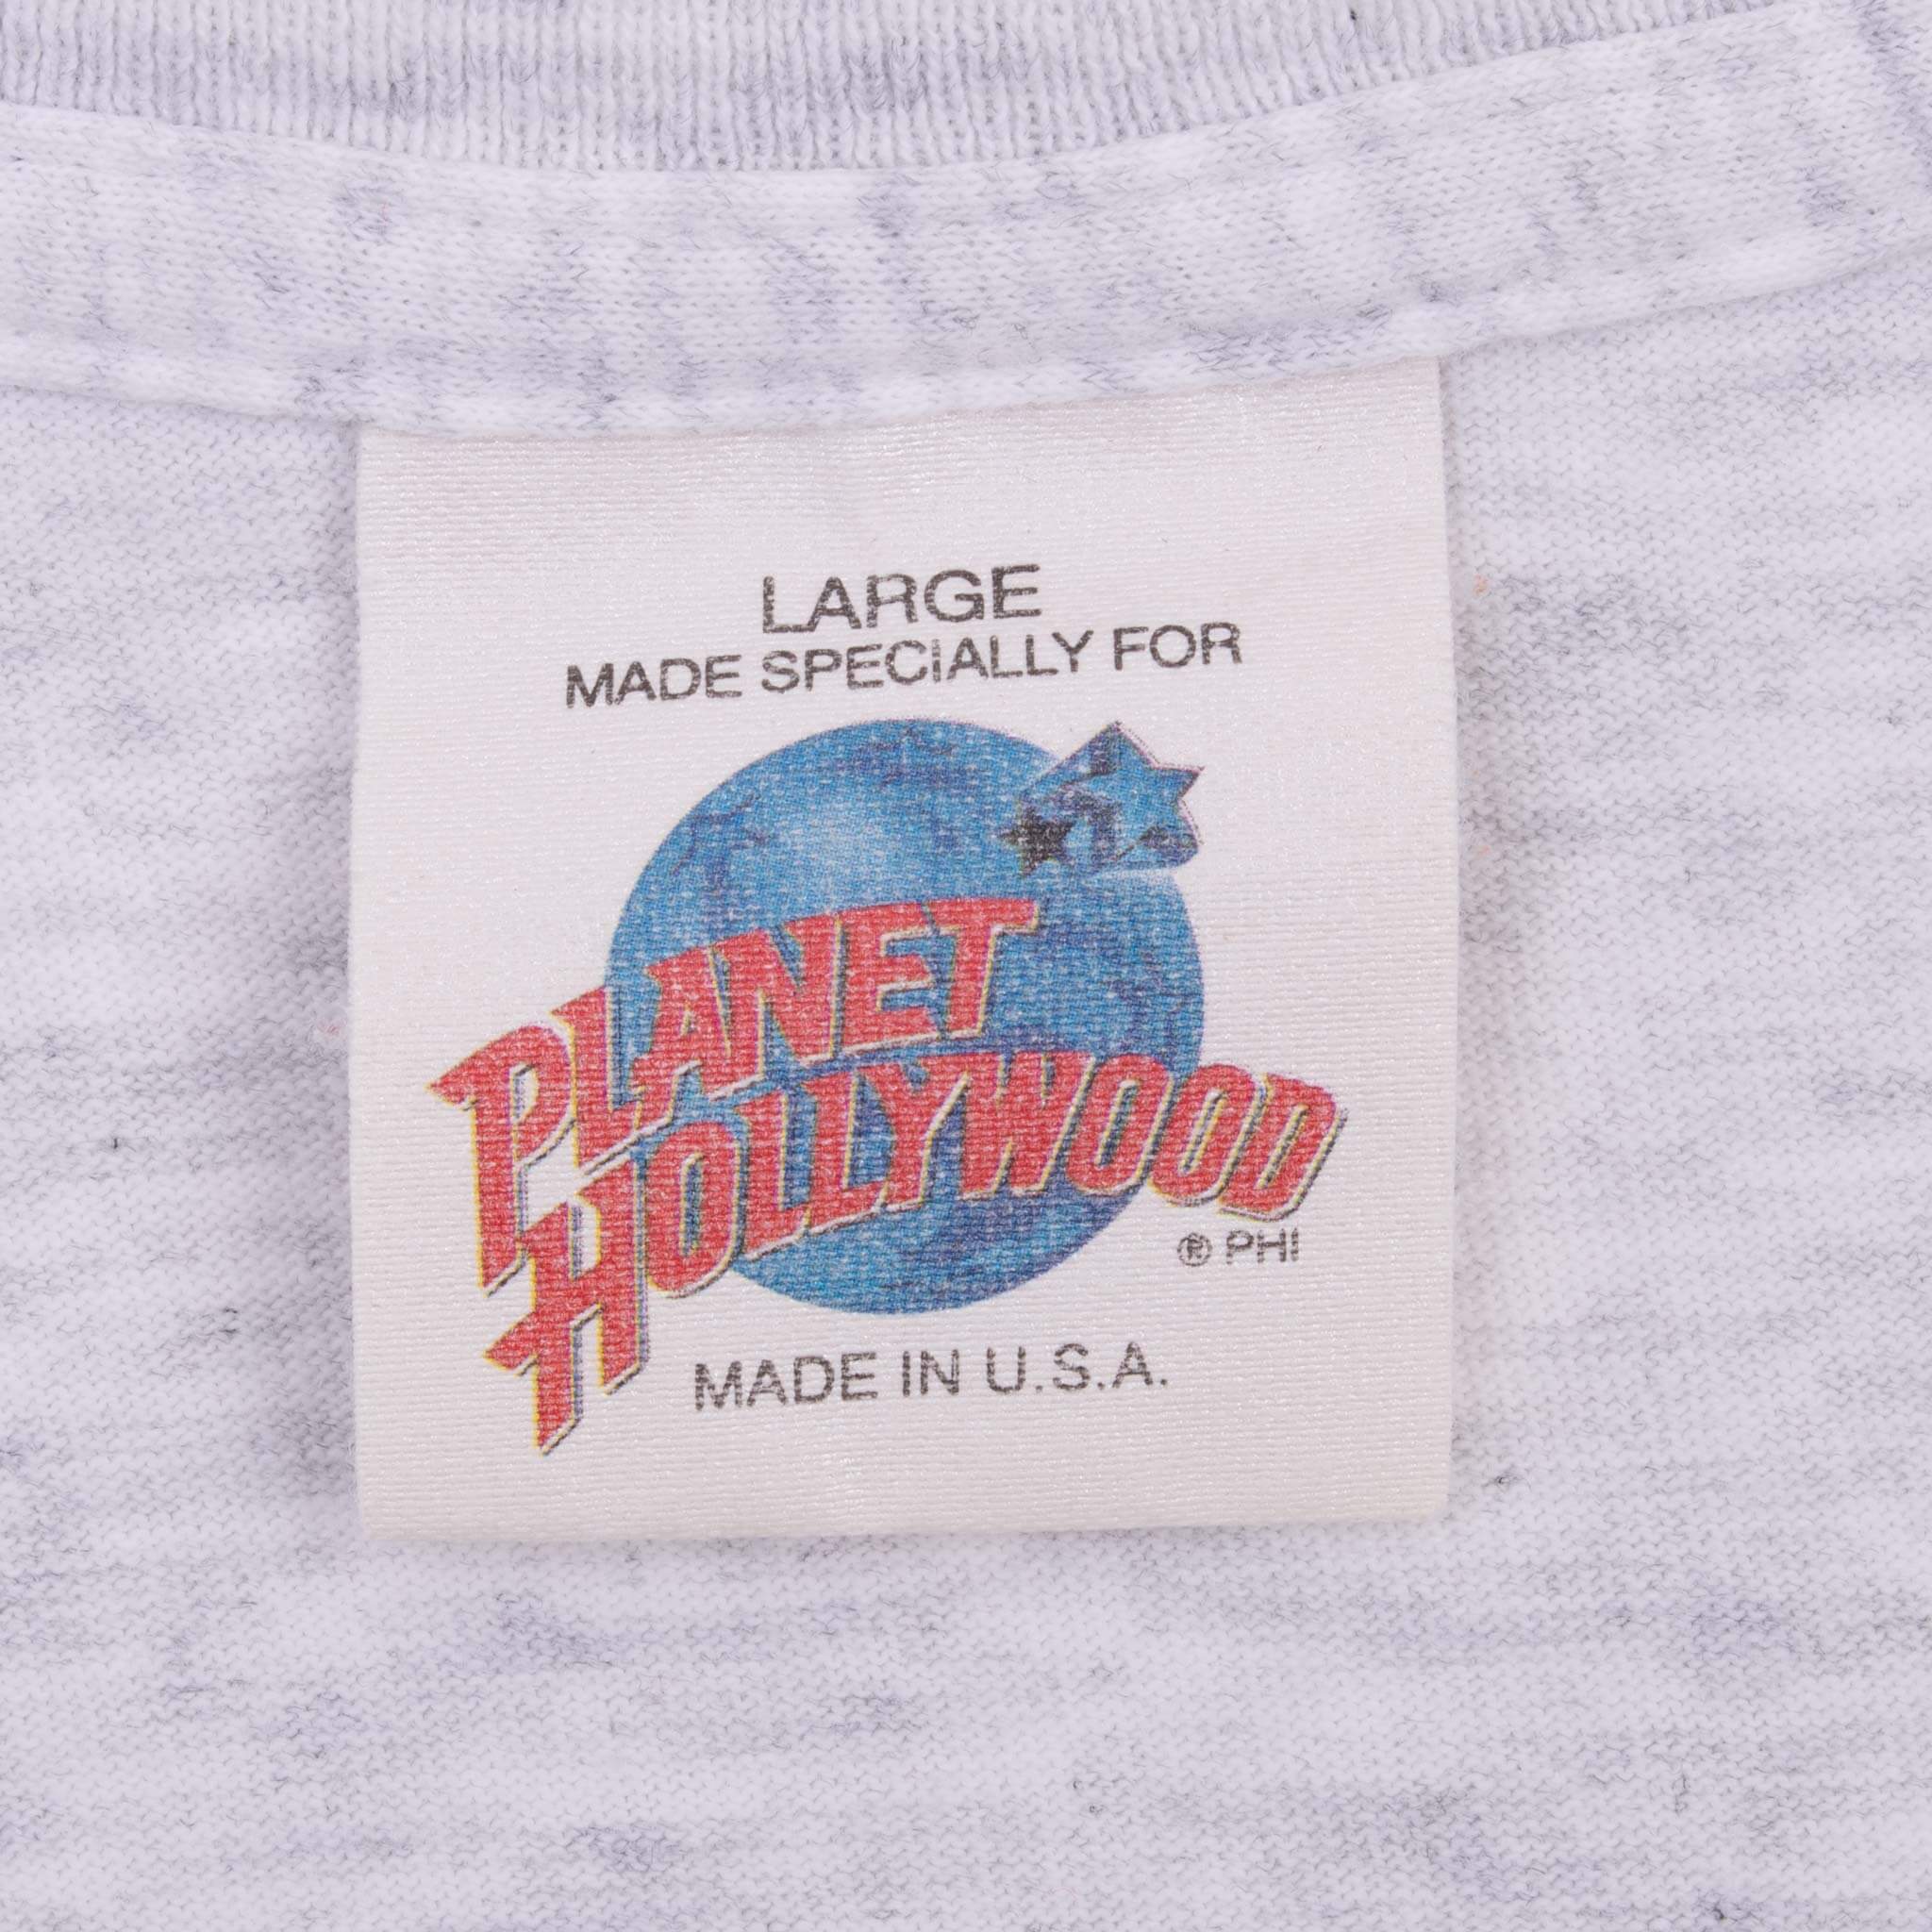 LARGE
MADE SPECIALLY FOR
PLANET
HOLLYWOOD
® PHI
MADE IN U.S.A.